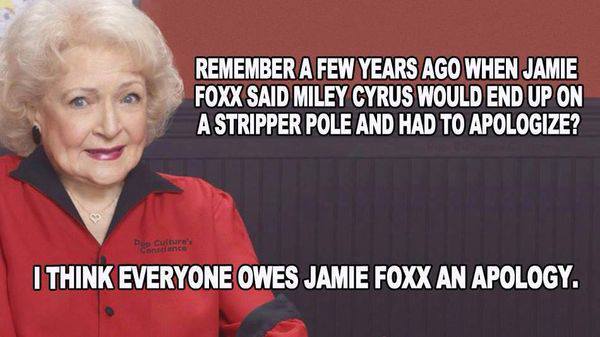 REMEMBER A FEW YEARS AGO WHEN JAMIE
FOXX SAID MILEY CYRUS WOULD END UP ON
A STRIPPER POLE AND HAD TO APOLOGIZE?
Pop Culture's
Conscience
I THINK EVERYONE OWES JAMIE FOXX AN APOLOGY.